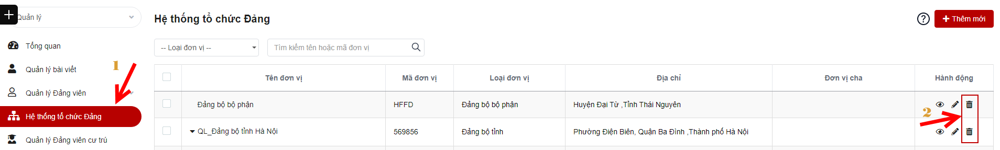 Quản lý
Tổng quan
Quản lý bài viết
Quản lý Đảng viên
Hệ thống tổ chức Đảng
Quản lý Đảng viên cư trú
1
Hệ thống tổ chức Đảng
? + Thêm mới
-- Loại đơn vị -- Tìm kiếm tên hoặc mã đơn vị
Tên đơn vị Mã đơn vị Loại đơn vị Địa chỉ Đơn vị cha Hành động
Đảng bộ bộ phận HFFD Đảng bộ bộ phận Huyện Đại Từ ,Tỉnh Thái Nguyên
QL_Đảng bộ tỉnh Hà Nội 569856 Đảng bộ tỉnh Phường Điện Biên, Quận Ba Đình ,Thành phố Hà Nội
2